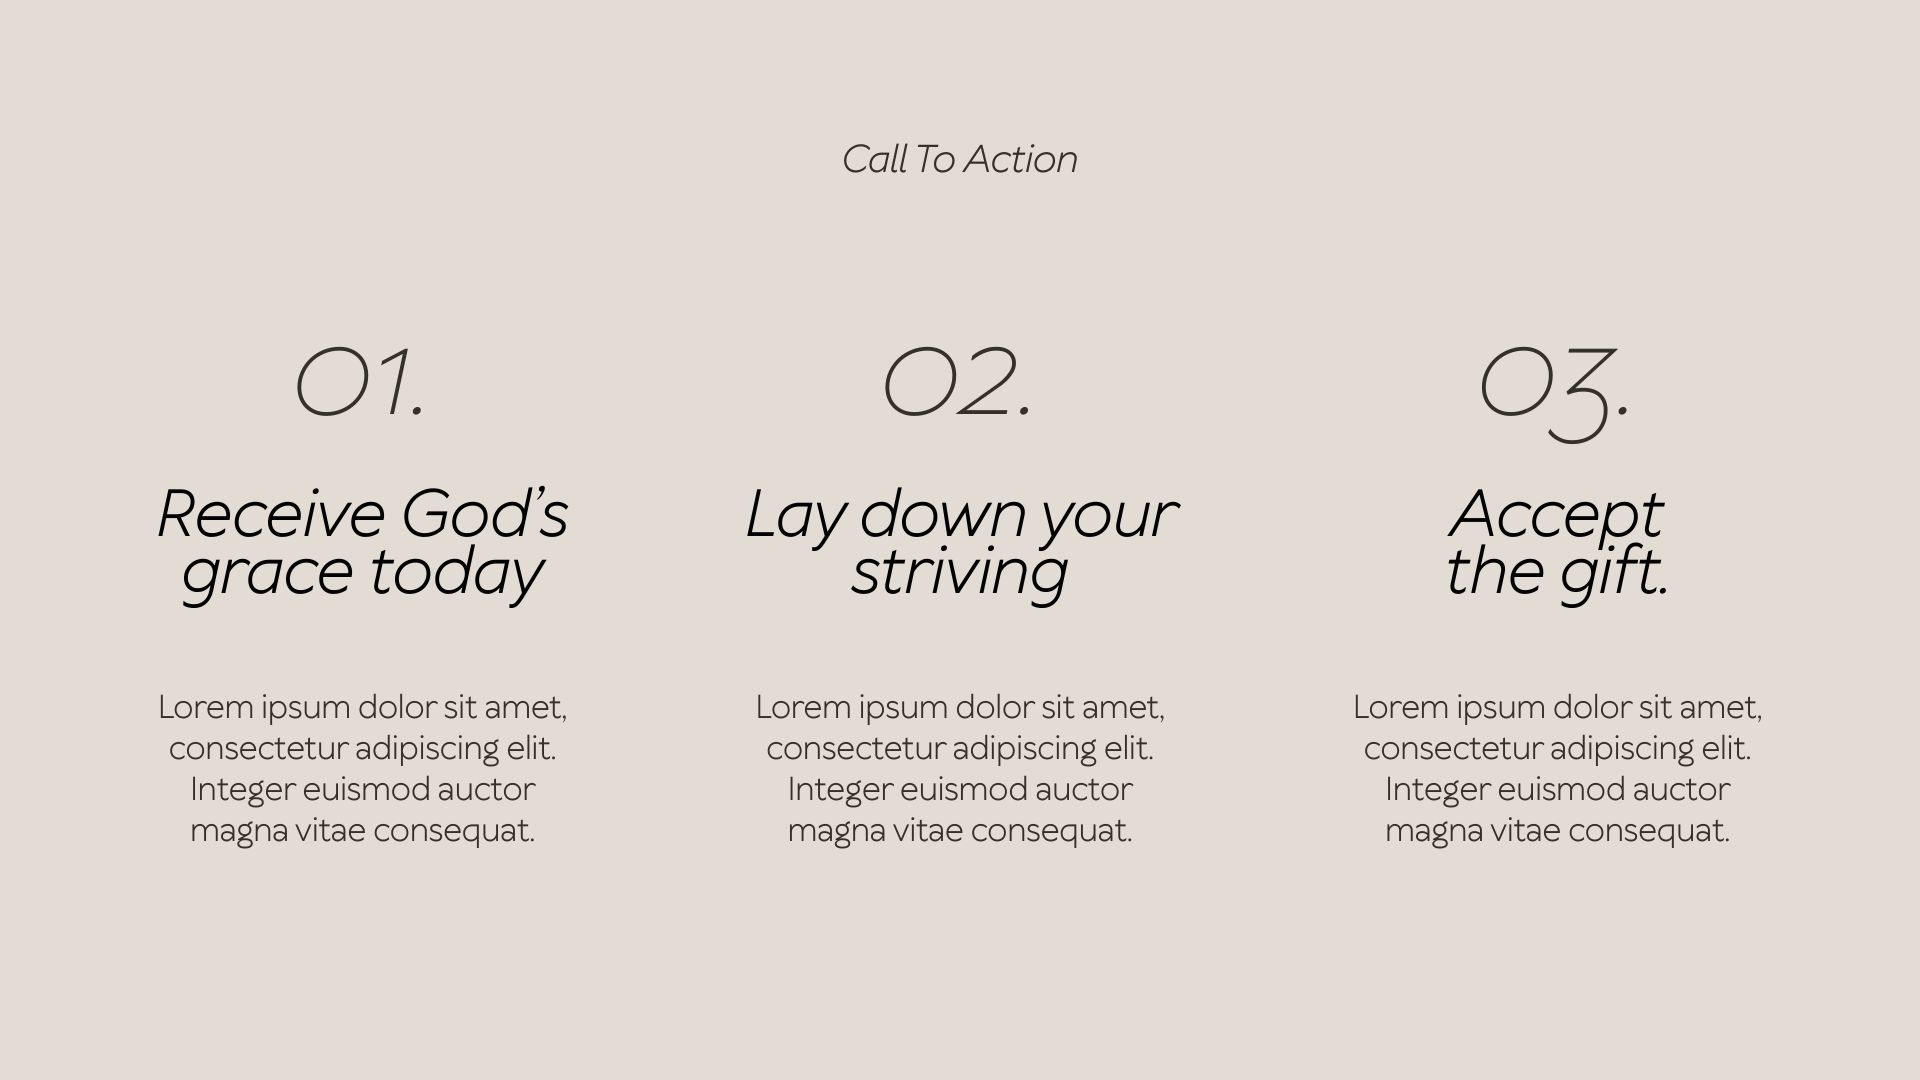 Call To Action
01.
Receive God’s
grace today
Lorem ipsum dolor sit amet,
consectetur adipiscing elit.
Integer euismod auctor
magna vitae consequat.
02.
Lay down your
striving
Lorem ipsum dolor sit amet,
consectetur adipiscing elit.
Integer euismod auctor
magna vitae consequat.
03.
Accept
the gift.
Lorem ipsum dolor sit amet,
consectetur adipiscing elit.
Integer euismod auctor
magna vitae consequat.